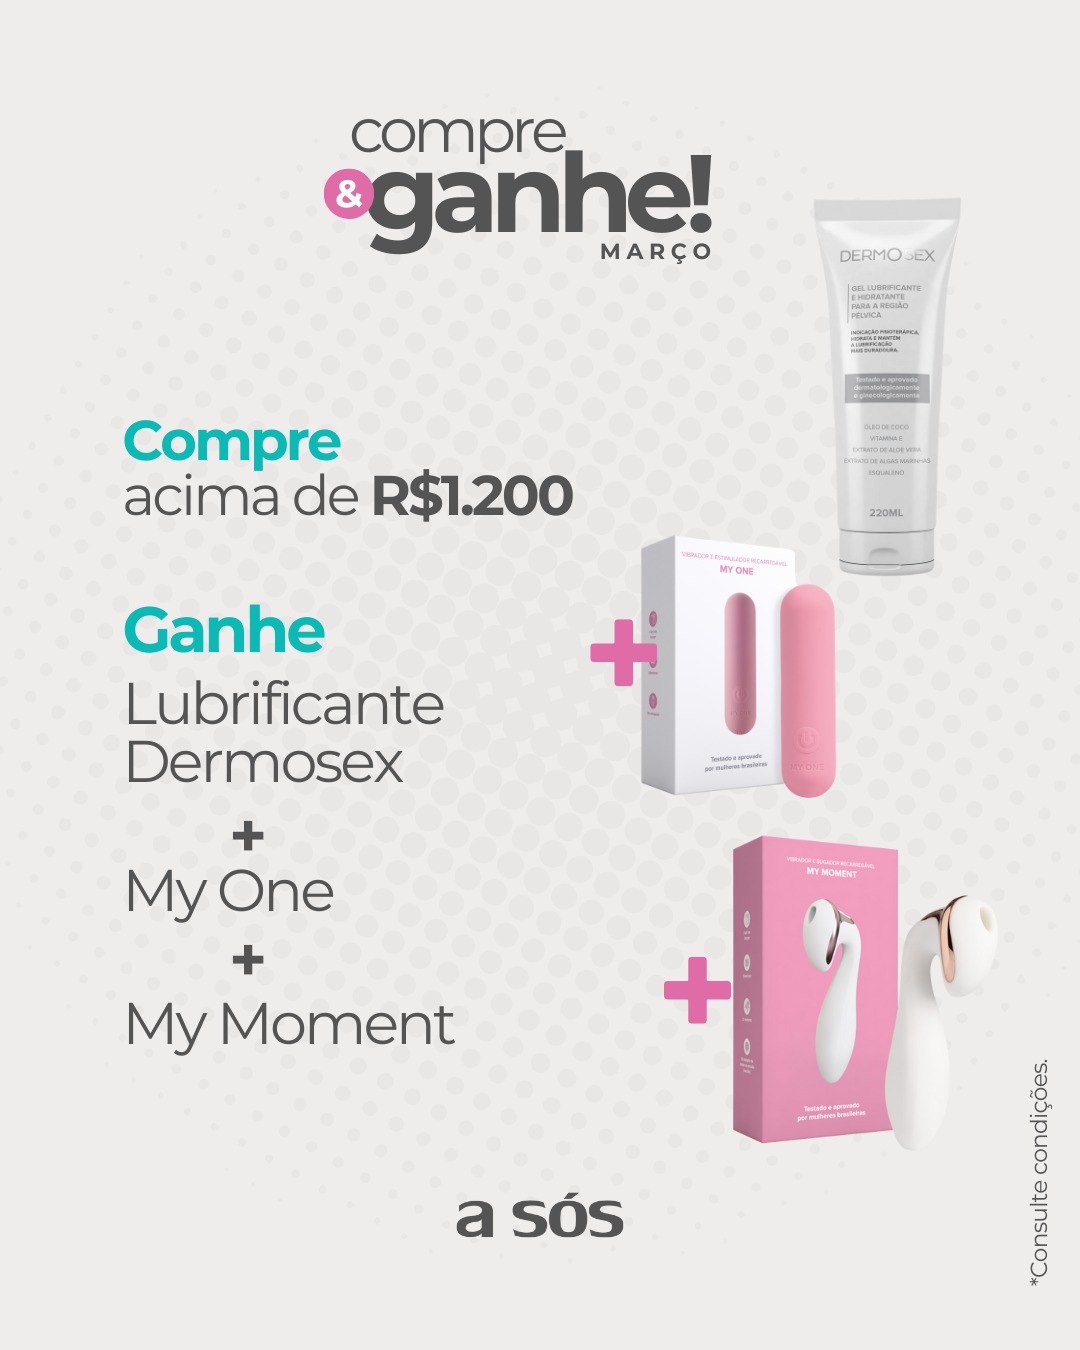 compre
& ganhe!
MARÇO
DERMOSEX
GEL LUBRIFICANTE
E HIDRATANTE
PARA A REGIÃO
PÉLVICA
INDICAÇÃO FISIOTERÁPICA,
HIDRATA E MANTÉM
A LUBRIFICAÇÃO
MAIS DURADOURA.
Testado e aprovado
dermatologicamente
e ginecologicamente
ÓLEO DE COCO
VITAMINA E
EXTRATO DE ALOE VERA
EXTRATO DE ALGAS MARINHAS
ESQUALENO
220ML
Compre
acima de R$1.200
Ganhe
Lubrificante
Dermosex
+
My One
+
My Moment
VIBRADOR E ESTIMULADOR RECARREGÁVEL
MY ONE
Testado e aprovado
por mulheres brasileiras
MY ONE
VIBRADOR E SUGADOR RECARREGÁVEL
MY MOMENT
Testado e aprovado
por mulheres brasileiras
a sós
*Consulte condições.